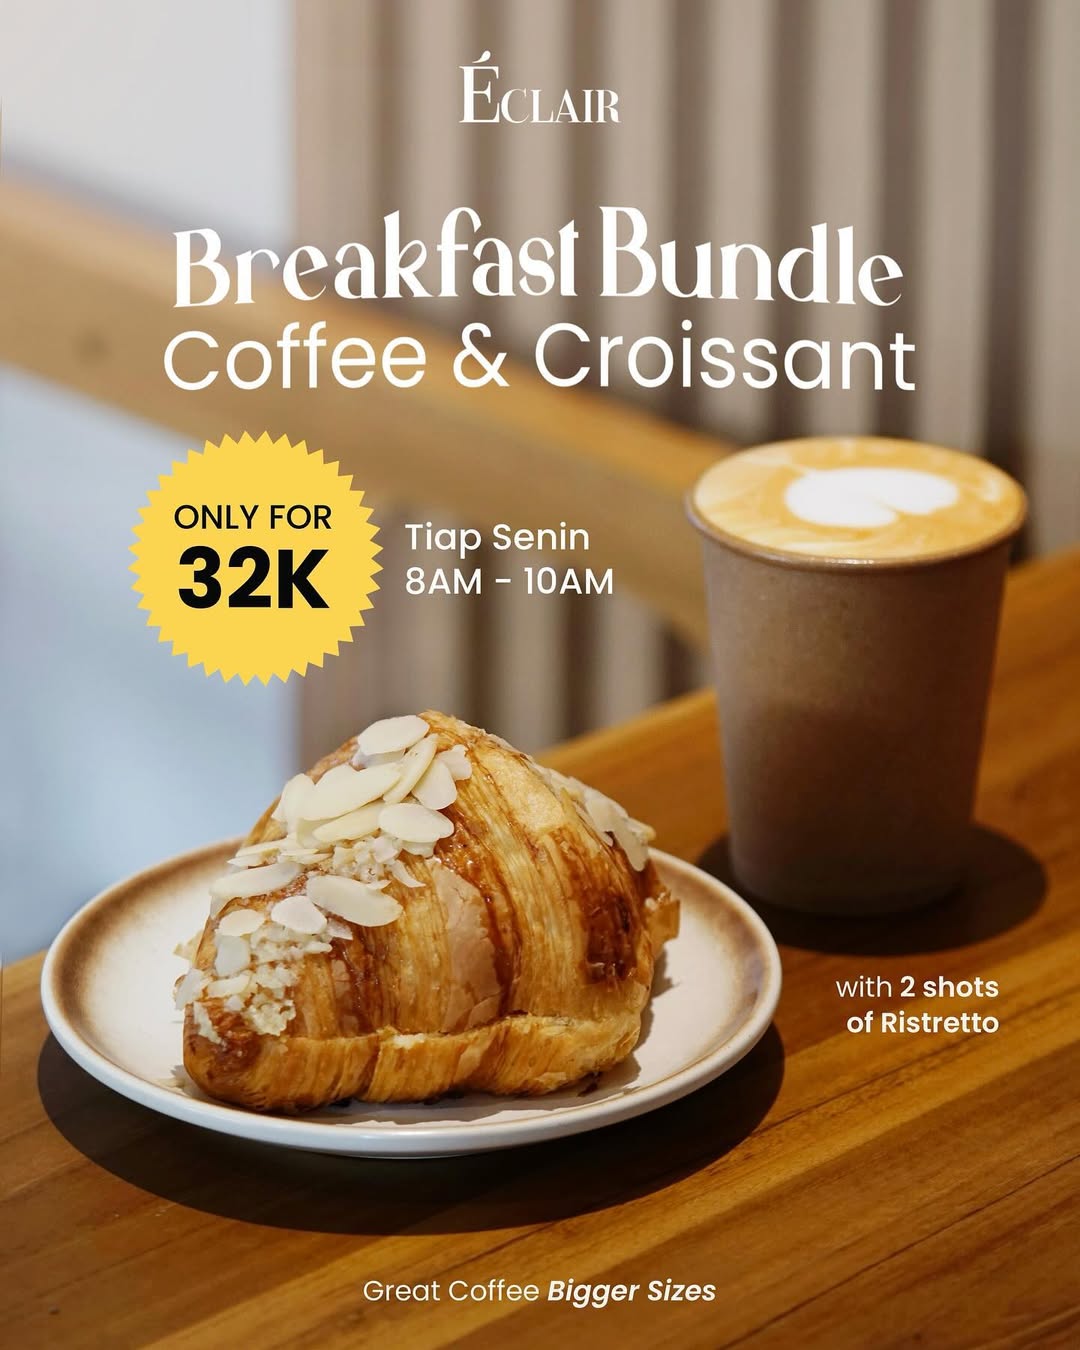 ÉCLAIR
Breakfast Bundle
Coffee & Croissant
ONLY FOR
32K
Tiap Senin
8AM - 10AM
with 2 shots
of Ristretto
Great Coffee Bigger Sizes